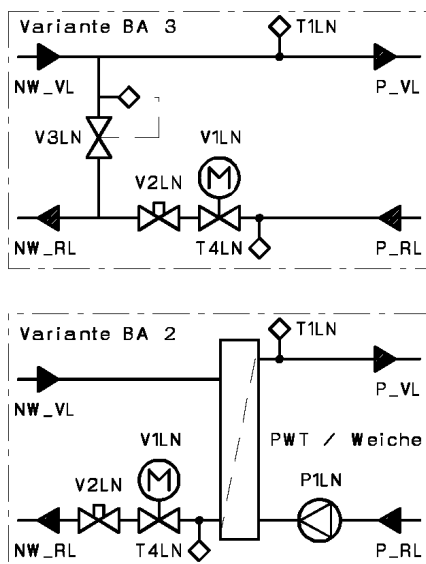 Variante BA 3
T1LN
NW_VL
P_VL
V3LN
V1LN
M
V2LN
NW_RL
T4LN
P_RL
Variante BA 2
T1LN
NW_VL
P_VL
V1LN
PWT / Weiche
M
V2LN
P1LN
NW_RL
T4LN
P_RL